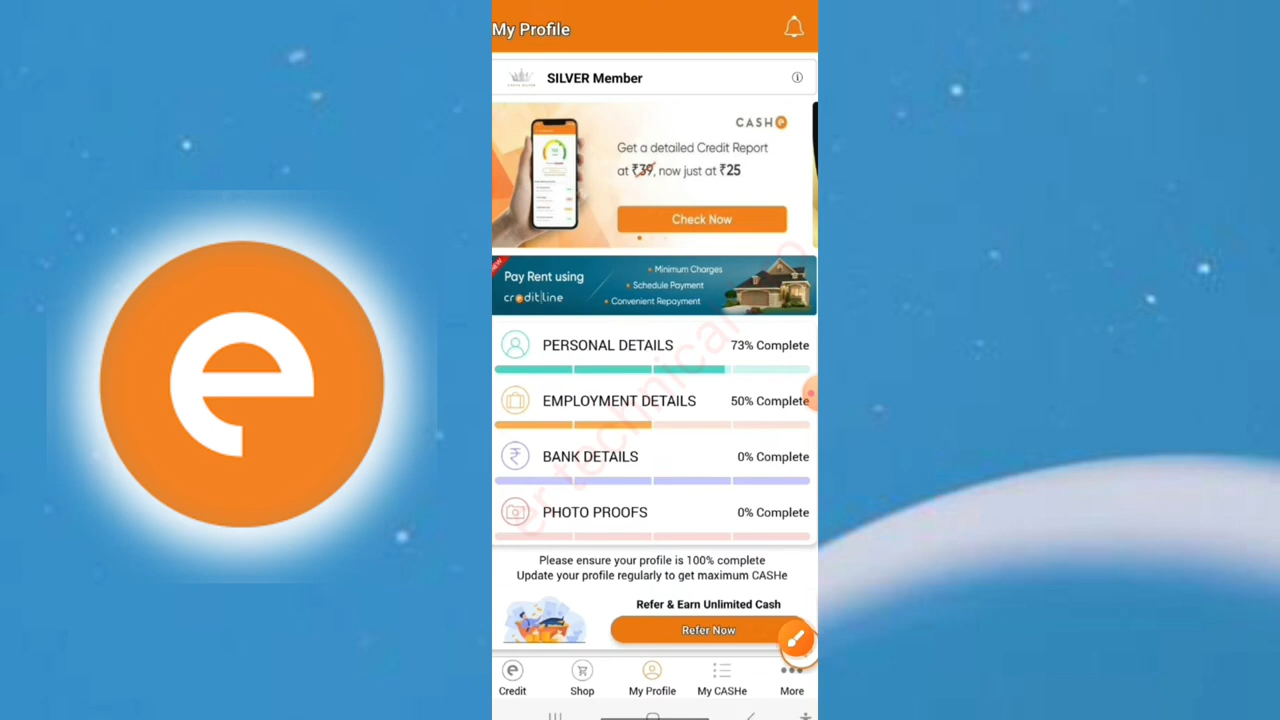 My Profile
SILVER Member
CASHe
Get a detailed Credit Report
at ₹39, now just at ₹25
Check Now
NEW
Pay Rent using
creditline
Minimum Charges
Schedule Payment
Convenient Repayment
PERSONAL DETAILS 73% Complete
EMPLOYMENT DETAILS 50% Complete
BANK DETAILS 0% Complete
PHOTO PROOFS 0% Complete
Please ensure your profile is 100% complete
Update your profile regularly to get maximum CASHe
Refer & Earn Unlimited Cash
Refer Now
Credit Shop My Profile My CASHe More
e